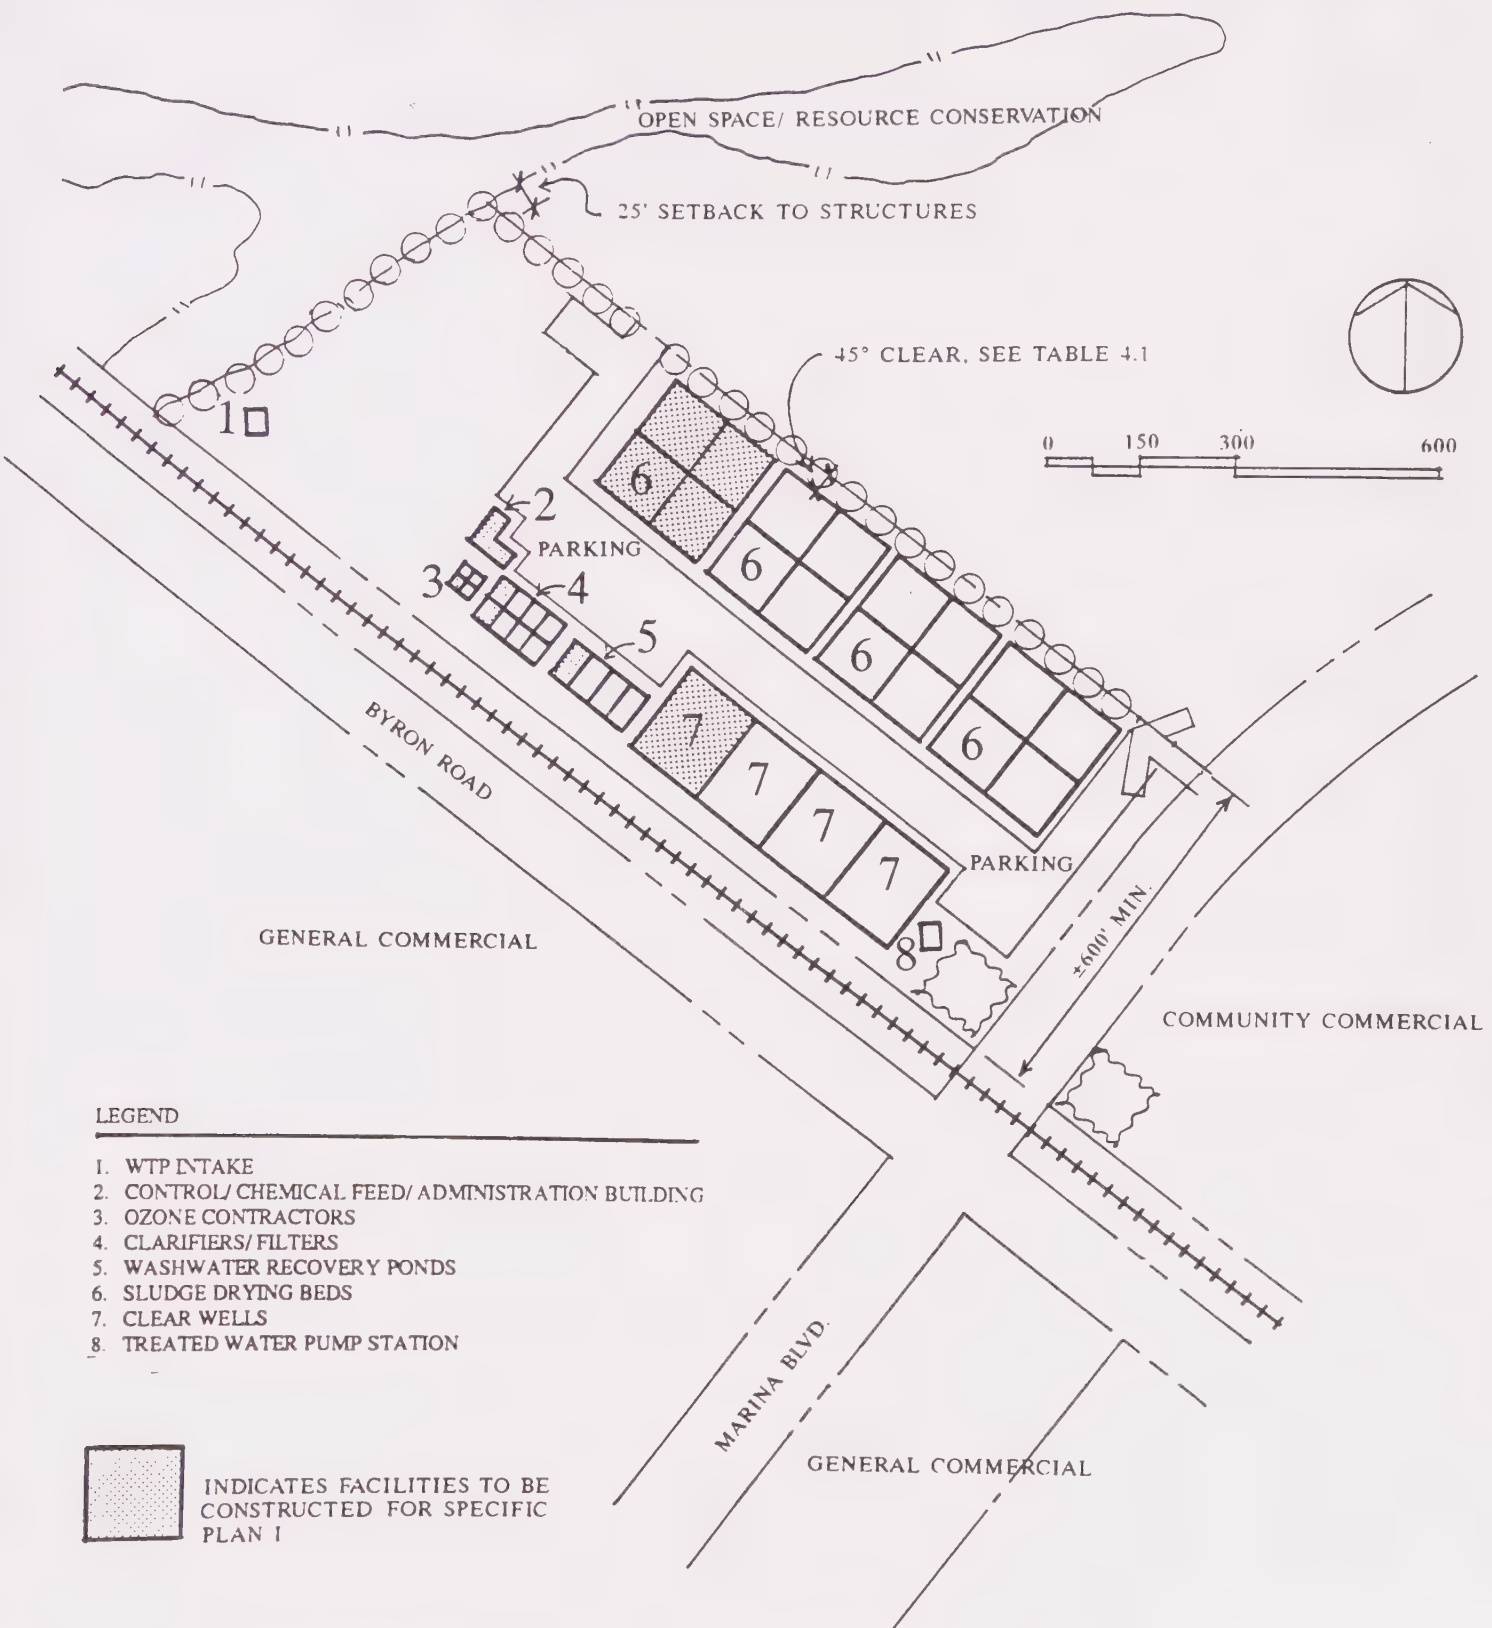 OPEN SPACE/ RESOURCE CONSERVATION
25' SETBACK TO STRUCTURES
45° CLEAR, SEE TABLE 4.1
0 150 300 600
1
2
PARKING
3
4
5
6
6
6
6
7
7
7
7
8
BYRON ROAD
PARKING
±600' MIN.
GENERAL COMMERCIAL
COMMUNITY COMMERCIAL
LEGEND
1. WTP INTAKE
2. CONTROL/ CHEMICAL FEED/ ADMINISTRATION BUILDING
3. OZONE CONTRACTORS
4. CLARIFIERS/ FILTERS
5. WASHWATER RECOVERY PONDS
6. SLUDGE DRYING BEDS
7. CLEAR WELLS
8. TREATED WATER PUMP STATION
MARINA BLVD.
GENERAL COMMERCIAL
INDICATES FACILITIES TO BE
CONSTRUCTED FOR SPECIFIC
PLAN I